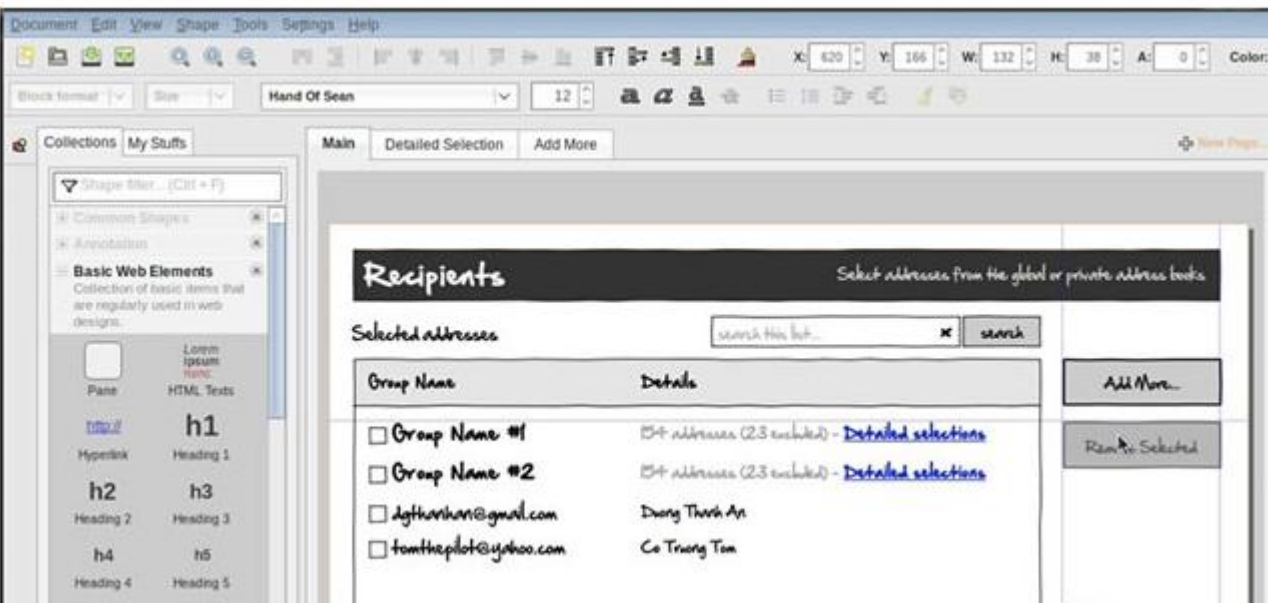 Document Edit View Shape Tools Settings Help
X: 620 Y: 166 W: 132 H: 38 A: 0 Color:
Block format Size Hand Of Sean 12 a a a a
Collections My Stuffs
Main Detailed Selection Add More
New Page...
Shape filter... (Ctrl + F)
Common Shapes
Annotation
Basic Web Elements
Collection of basic items that
are regularly used in web
designs.
Lorem
ipsum
Pane HTML Texts
http:// h1
Hyperlink Heading 1
h2 h3
Heading 2 Heading 3
h4 h5
Heading 4 Heading 5
Recipients Select addresses from the global or private address books
Selected addresses search this list... search
Group Name Details
Add More...
Group Name #1 154 addresses (23 excluded) - Detailed selections
Selected
Group Name #2 154 addresses (23 excluded) - Detailed selections
dgthanhan@gmail.com Duong Thanh An
tomthepilot@yahoo.com Co Truong Tom